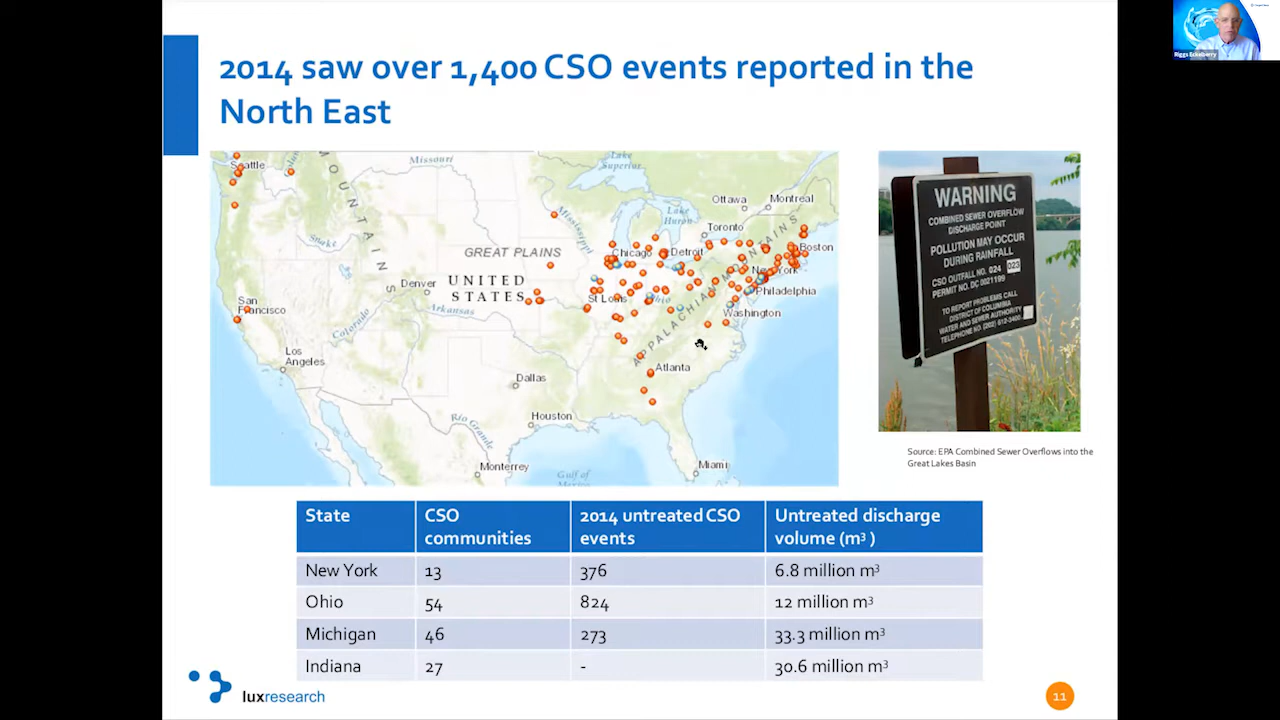 2014 saw over 1,400 CSO events reported in the
North East
Seattle
MOUNTAINS
Missouri
Lake
Superior
Ottawa
Montreal
Mississippi
Lake
Huron
Toronto
Snake
GREAT PLAINS
Chicago
Detroit
Boston
New York
Denver
UNITED
STATES
St Louis
Ohio
Philadelphia
Washington
APPALACHIAN MOUNTAINS
San
Francisco
Colorado
Arkansas
Los
Angeles
Atlanta
Dallas
Houston
Rio Grande
Monterrey
Gulf of
Miami
WARNING
COMBINED SEWER OVERFLOW
DISCHARGE POINT
POLLUTION MAY OCCUR
DURING RAINFALL
CSO OUTFALL NO. 024 023
PERMIT NO. DC 0021199
TO REPORT PROBLEMS CALL
DISTRICT OF COLUMBIA
WATER AND SEWER AUTHORITY
TELEPHONE NO. (202) 612-3400
Source: EPA Combined Sewer Overflows into the
Great Lakes Basin
State CSO communities 2014 untreated CSO events Untreated discharge volume (m³ )
New York 13 376 6.8 million m³
Ohio 54 824 12 million m³
Michigan 46 273 33.3 million m³
Indiana 27 - 30.6 million m³
luxresearch
11
Riggs Eckelberry